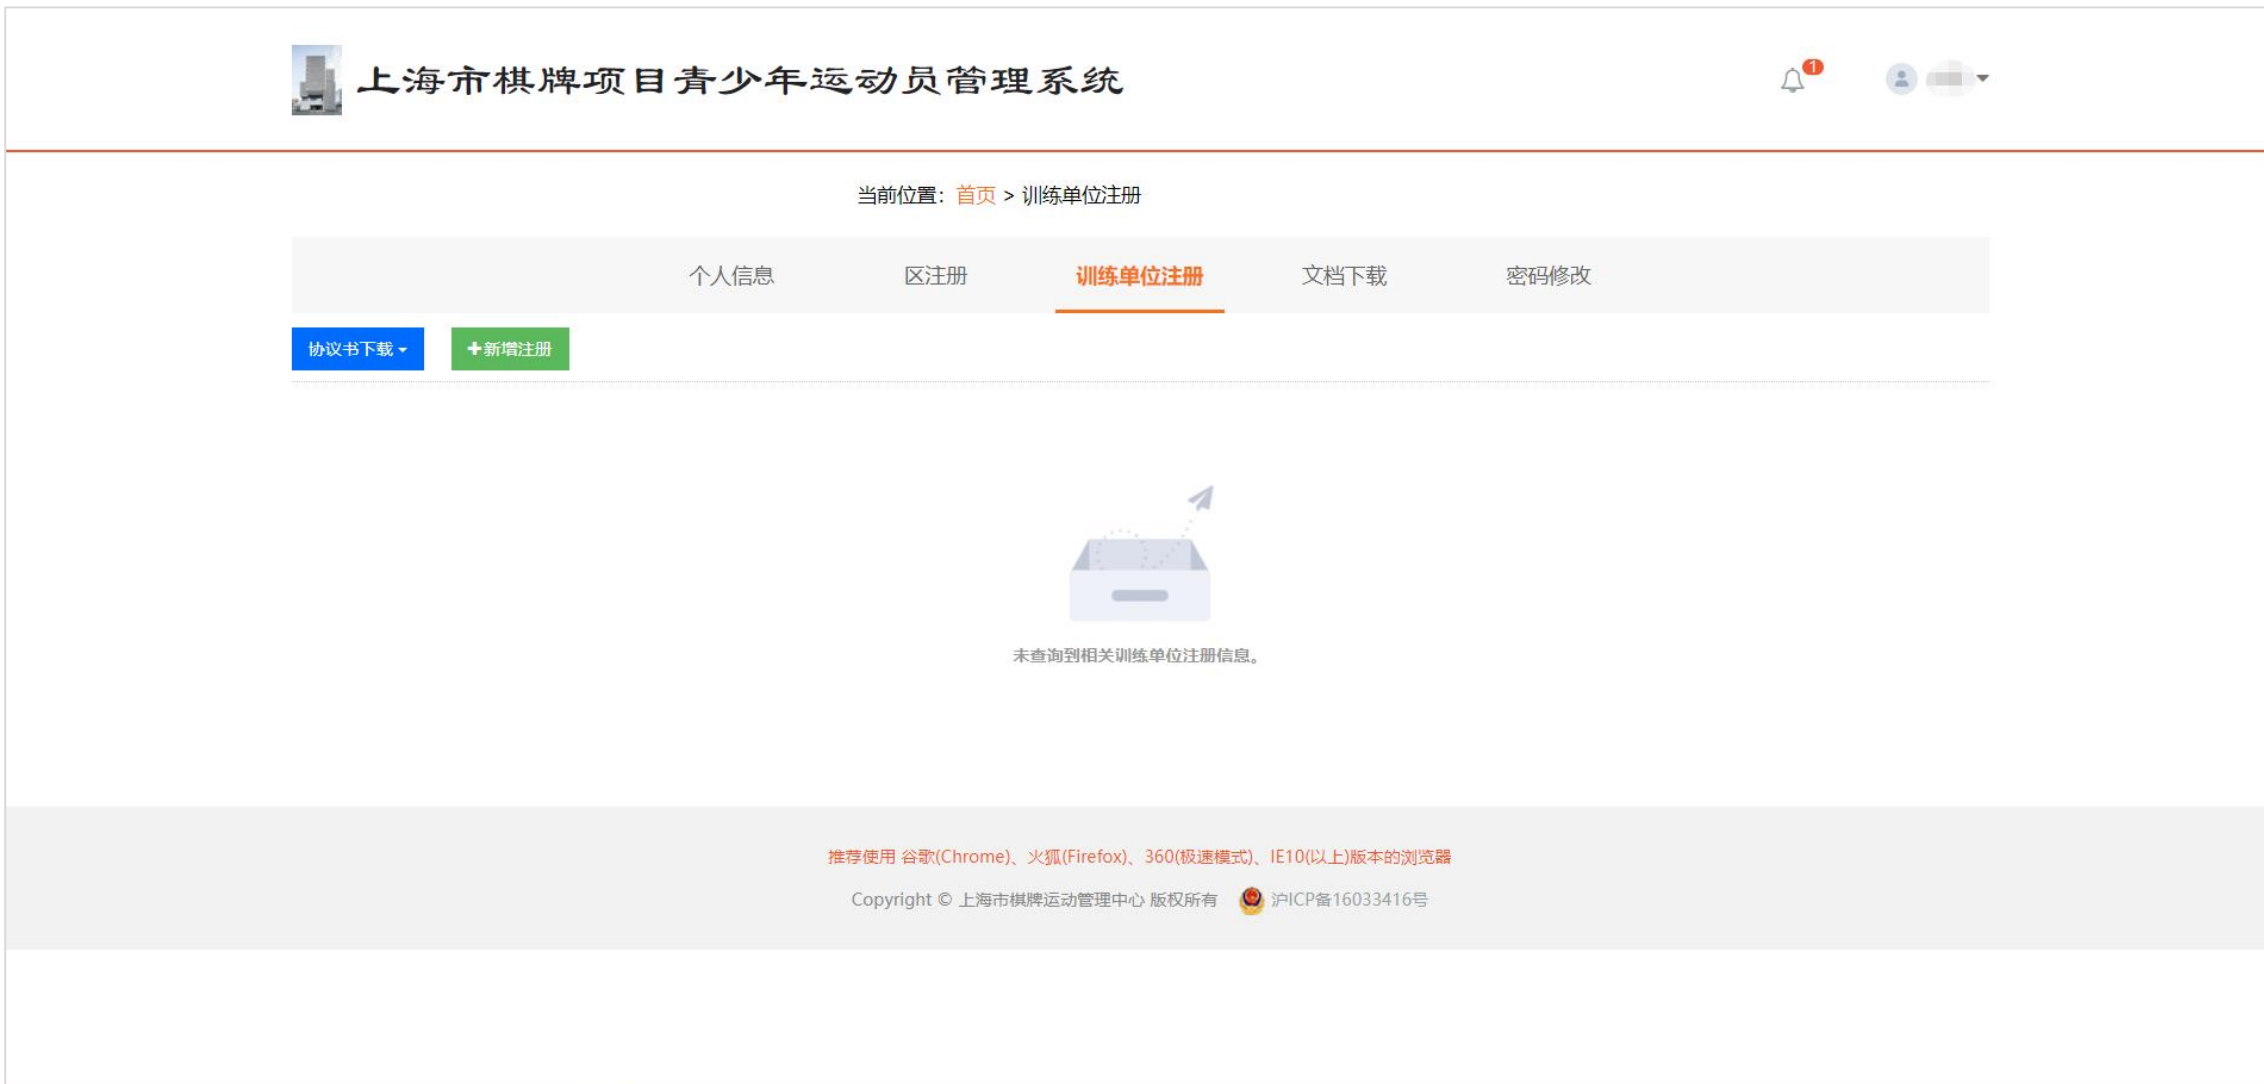 上海市棋牌项目青少年运动员管理系统
1
当前位置：首页 > 训练单位注册
个人信息 区注册 训练单位注册 文档下载 密码修改
协议书下载 +新增注册
未查询到相关训练单位注册信息。
推荐使用 谷歌(Chrome)、火狐(Firefox)、360(极速模式)、IE10(以上)版本的浏览器
Copyright © 上海市棋牌运动管理中心 版权所有 沪ICP备16033416号